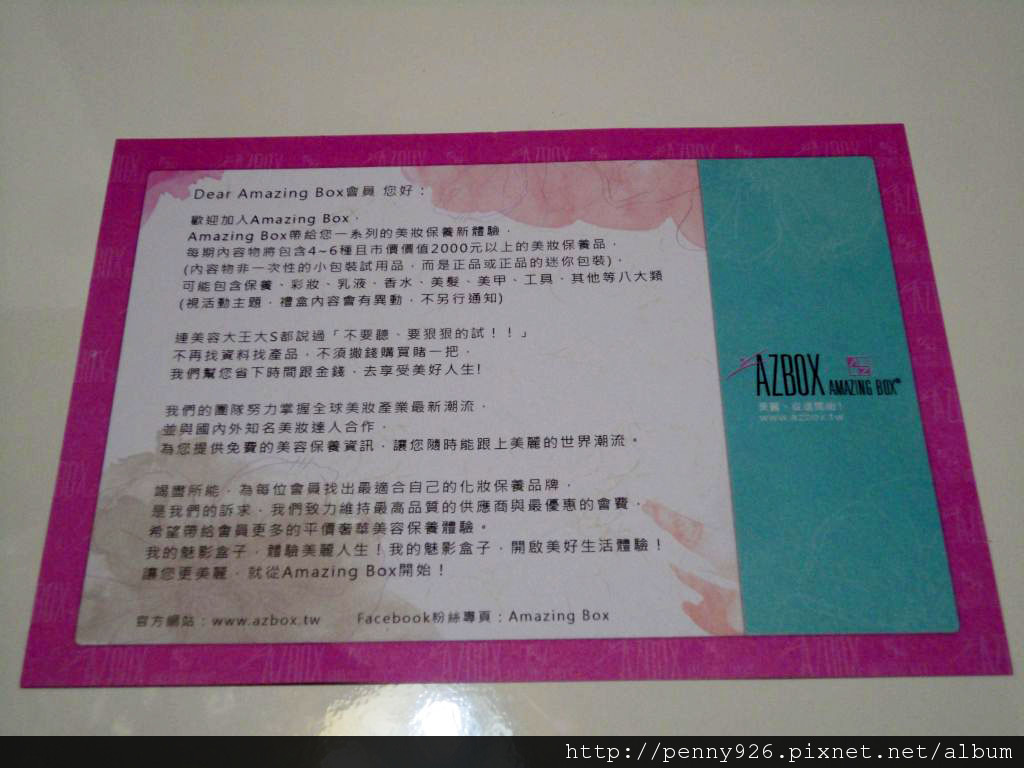 Dear Amazing Box會員 您好：
歡迎加入Amazing Box，
Amazing Box帶給您一系列的美妝保養新體驗，
每期內容物將包含4~6種且市價價值2000元以上的美妝保養品，
(內容物非一次性的小包裝試用品，而是正品或正品的迷你包裝)，
可能包含保養、彩妝、乳液、香水、美髮、美甲、工具、其他等八大類
(視活動主題，禮盒內容會有異動，不另行通知)
連美容大王大S都說過「不要聽、要狠狠的試！！」
不再找資料找產品，不須撒錢購買賭一把，
我們幫您省下時間跟金錢，去享受美好人生!
我們的團隊努力掌握全球美妝產業最新潮流，
並與國內外知名美妝達人合作，
為您提供免費的美容保養資訊，讓您隨時能跟上美麗的世界潮流。
竭盡所能，為每位會員找出最適合自己的化妝保養品牌，
是我們的訴求，我們致力維持最高品質的供應商與最優惠的會費，
希望帶給會員更多的平價奢華美容保養體驗。
我的魅影盒子，體驗美麗人生！我的魅影盒子，開啟美好生活體驗！
讓您更美麗，就從Amazing Box開始！
官方網站：www.azbox.tw Facebook粉絲專頁：Amazing Box
AZBOX AMAZING BOX
美麗，從這開始!
www.azbox.tw
http://penny926.pixnet.net/album